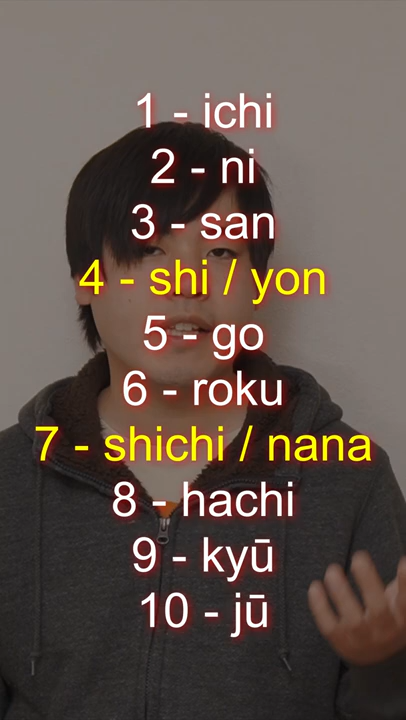 1 - ichi
2 - ni
3 - san
4 - shi / yon
5 - go
6 - roku
7 - shichi / nana
8 - hachi
9 - kyū
10 - jū